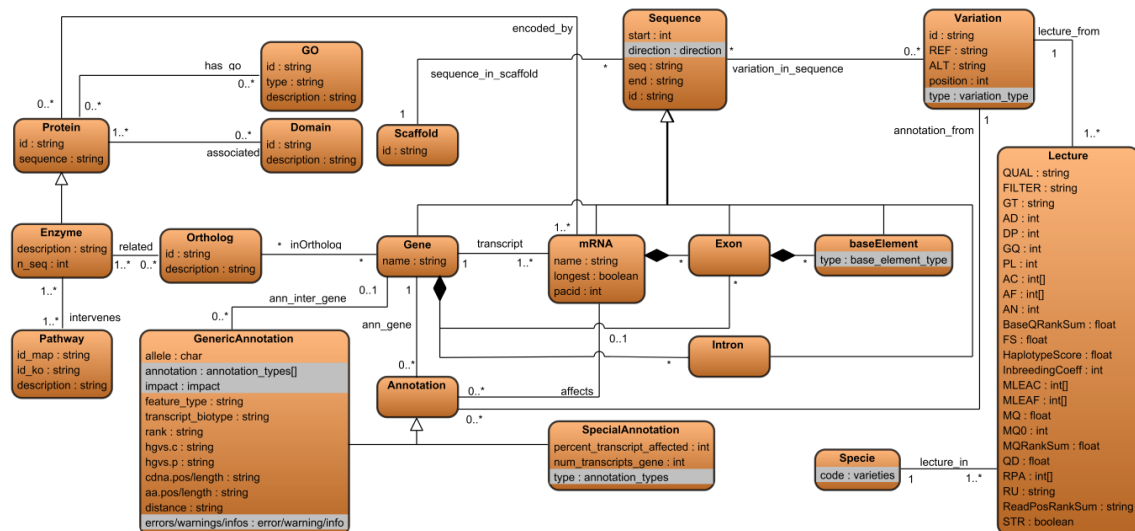 encoded_by
Sequence
start : int
direction : direction
seq : string
end : string
id : string
Variation
id : string
REF : string
ALT : string
position : int
type : variation_type
lecture_from
1
1..*
GO
id : string
type : string
description : string
has_go
0..*
0..*
0..*
sequence_in_scaffold
*
1
*
0..*
variation_in_sequence
annotation_from
1
Protein
id : string
sequence : string
1..*
0..*
associated
Domain
id : string
description : string
Scaffold
id : string
Lecture
QUAL : string
FILTER : string
GT : string
AD : int
DP : int
GQ : int
PL : int
AC : int[]
AF : int[]
AN : int
BaseQRankSum : float
FS : float
HaplotypeScore : float
InbreedingCoeff : int
MLEAC : int[]
MLEAF : int[]
MQ : float
MQ0 : int
MQRankSum : float
QD : float
RPA : int[]
RU : string
ReadPosRankSum : string
STR : boolean
Enzyme
description : string
n_seq : int
related
1..*
0..*
Ortholog
id : string
description : string
*
inOrtholog
*
Gene
name : string
transcript
1
1..*
1..*
mRNA
name : string
longest : boolean
pacid : int
*
Exon
*
baseElement
type : base_element_type
1..*
1..*
intervenes
Pathway
id_map : string
id_ko : string
description : string
0..1
ann_inter_gene
0..*
1
ann_gene
0..*
*
0..1
Intron
*
GenericAnnotation
allele : char
annotation : annotation_types[]
impact : impact
feature_type : string
transcript_biotype : string
rank : string
hgvs.c : string
hgvs.p : string
cdna.pos/length : string
aa.pos/length : string
distance : string
errors/warnings/infos : error/warning/info
Annotation
0..*
affects
0..*
SpecialAnnotation
percent_transcript_affected : int
num_transcripts_gene : int
type : annotation_types
Specie
code : varieties
lecture_in
1
1..*